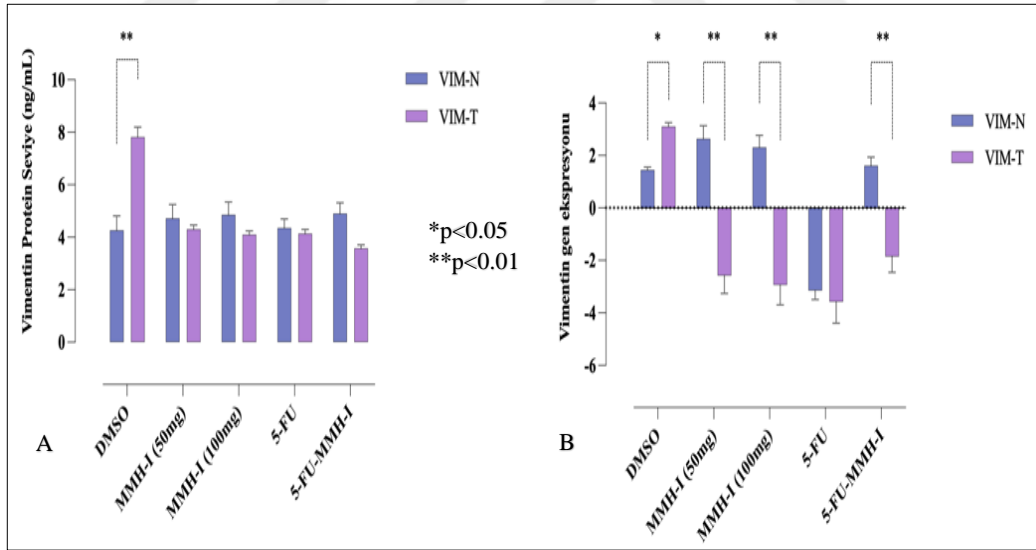 **
10
8
6
4
2
0
Vimentin Protein Seviye (ng/mL)
VIM-N
VIM-T
DMSO
MMH-I (50mg)
MMH-I (100mg)
5-FU
5-FU-MMH-I
A
*p<0.05
**p<0.01
*
**
**
**
4
2
0
-2
-4
-6
Vimentin gen ekspresyonu
VIM-N
VIM-T
DMSO
MMH-I (50mg)
MMH-I (100mg)
5-FU
5-FU-MMH-I
B